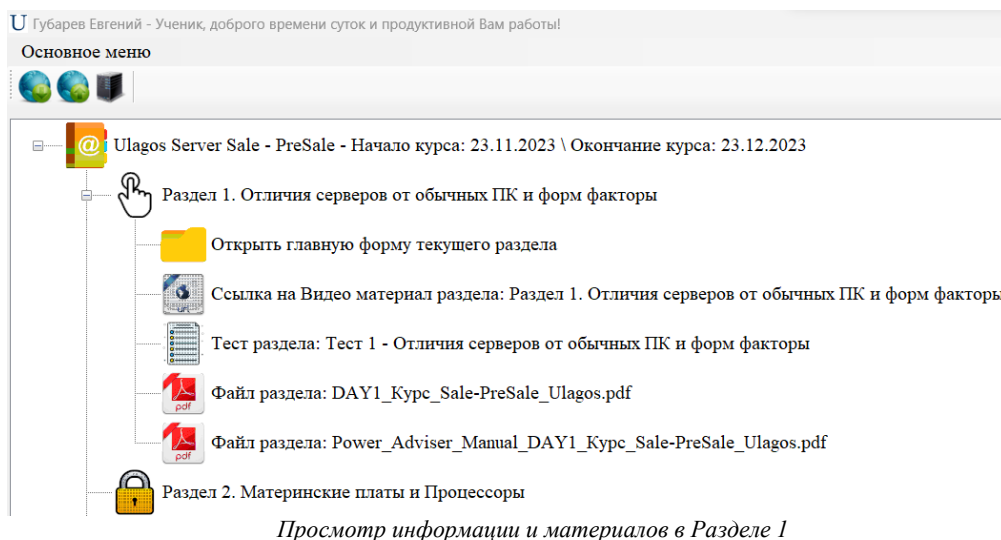 U Губарев Евгений - Ученик, доброго времени суток и продуктивной Вам работы!
Основное меню
@ Ulagos Server Sale - PreSale - Начало курса: 23.11.2023 \ Окончание курса: 23.12.2023
Раздел 1. Отличия серверов от обычных ПК и форм факторы
Открыть главную форму текущего раздела
Ссылка на Видео материал раздела: Раздел 1. Отличия серверов от обычных ПК и форм факторы
Тест раздела: Тест 1 - Отличия серверов от обычных ПК и форм факторы
pdf Файл раздела: DAY1_Курс_Sale-PreSale_Ulagos.pdf
pdf Файл раздела: Power_Adviser_Manual_DAY1_Курс_Sale-PreSale_Ulagos.pdf
Раздел 2. Материнские платы и Процессоры
Просмотр информации и материалов в Разделе 1